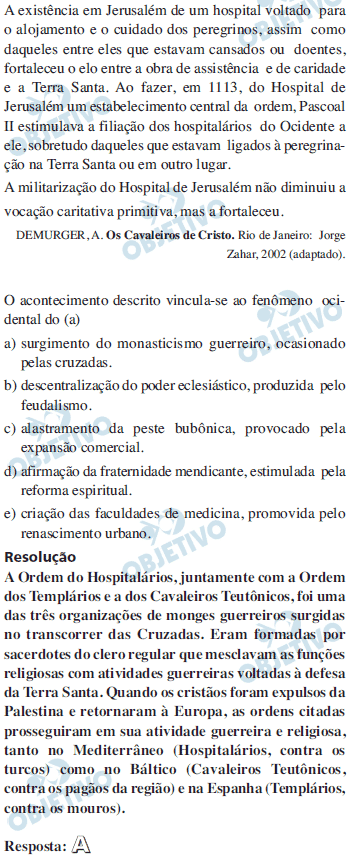 A existência em Jerusalém de um hospital voltado para
o alojamento e o cuidado dos peregrinos, assim como
daqueles entre eles que estavam cansados ou doentes,
fortaleceu o elo entre a obra de assistência e de caridade
e a Terra Santa. Ao fazer, em 1113, do Hospital de
Jerusalém um estabelecimento central da ordem, Pascoal
II estimulava a filiação dos hospitalários do Ocidente a
ele, sobretudo daqueles que estavam ligados à peregrina-
ção na Terra Santa ou em outro lugar.
A militarização do Hospital de Jerusalém não diminuiu a
vocação caritativa primitiva, mas a fortaleceu.
DEMURGER, A. Os Cavaleiros de Cristo. Rio de Janeiro: Jorge
Zahar, 2002 (adaptado).
O acontecimento descrito vincula-se ao fenômeno oci-
dental do (a)
a) surgimento do monasticismo guerreiro, ocasionado
pelas cruzadas.
b) descentralização do poder eclesiástico, produzida pelo
feudalismo.
c) alastramento da peste bubônica, provocado pela
expansão comercial.
d) afirmação da fraternidade mendicante, estimulada pela
reforma espiritual.
e) criação das faculdades de medicina, promovida pelo
renascimento urbano.
Resolução
A Ordem do Hospitalários, juntamente com a Ordem
dos Templários e a dos Cavaleiros Teutônicos, foi uma
das três organizações de monges guerreiros surgidas
no transcorrer das Cruzadas. Eram formadas por
sacerdotes do clero regular que mesclavam as funções
religiosas com atividades guerreiras voltadas à defesa
da Terra Santa. Quando os cristãos foram expulsos da
Palestina e retornaram à Europa, as ordens citadas
prosseguiram em sua atividade guerreira e religiosa,
tanto no Mediterrâneo (Hospitalários, contra os
turcos) como no Báltico (Cavaleiros Teutônicos,
contra os pagãos da região) e na Espanha (Templários,
contra os mouros).
Resposta: A
OBJETIVO
OBJETIVO
OBJETIVO
OBJETIVO
OBJETIVO
OBJETIVO
OBJETIVO
OBJETIVO
OBJETIVO
OBJETIVO